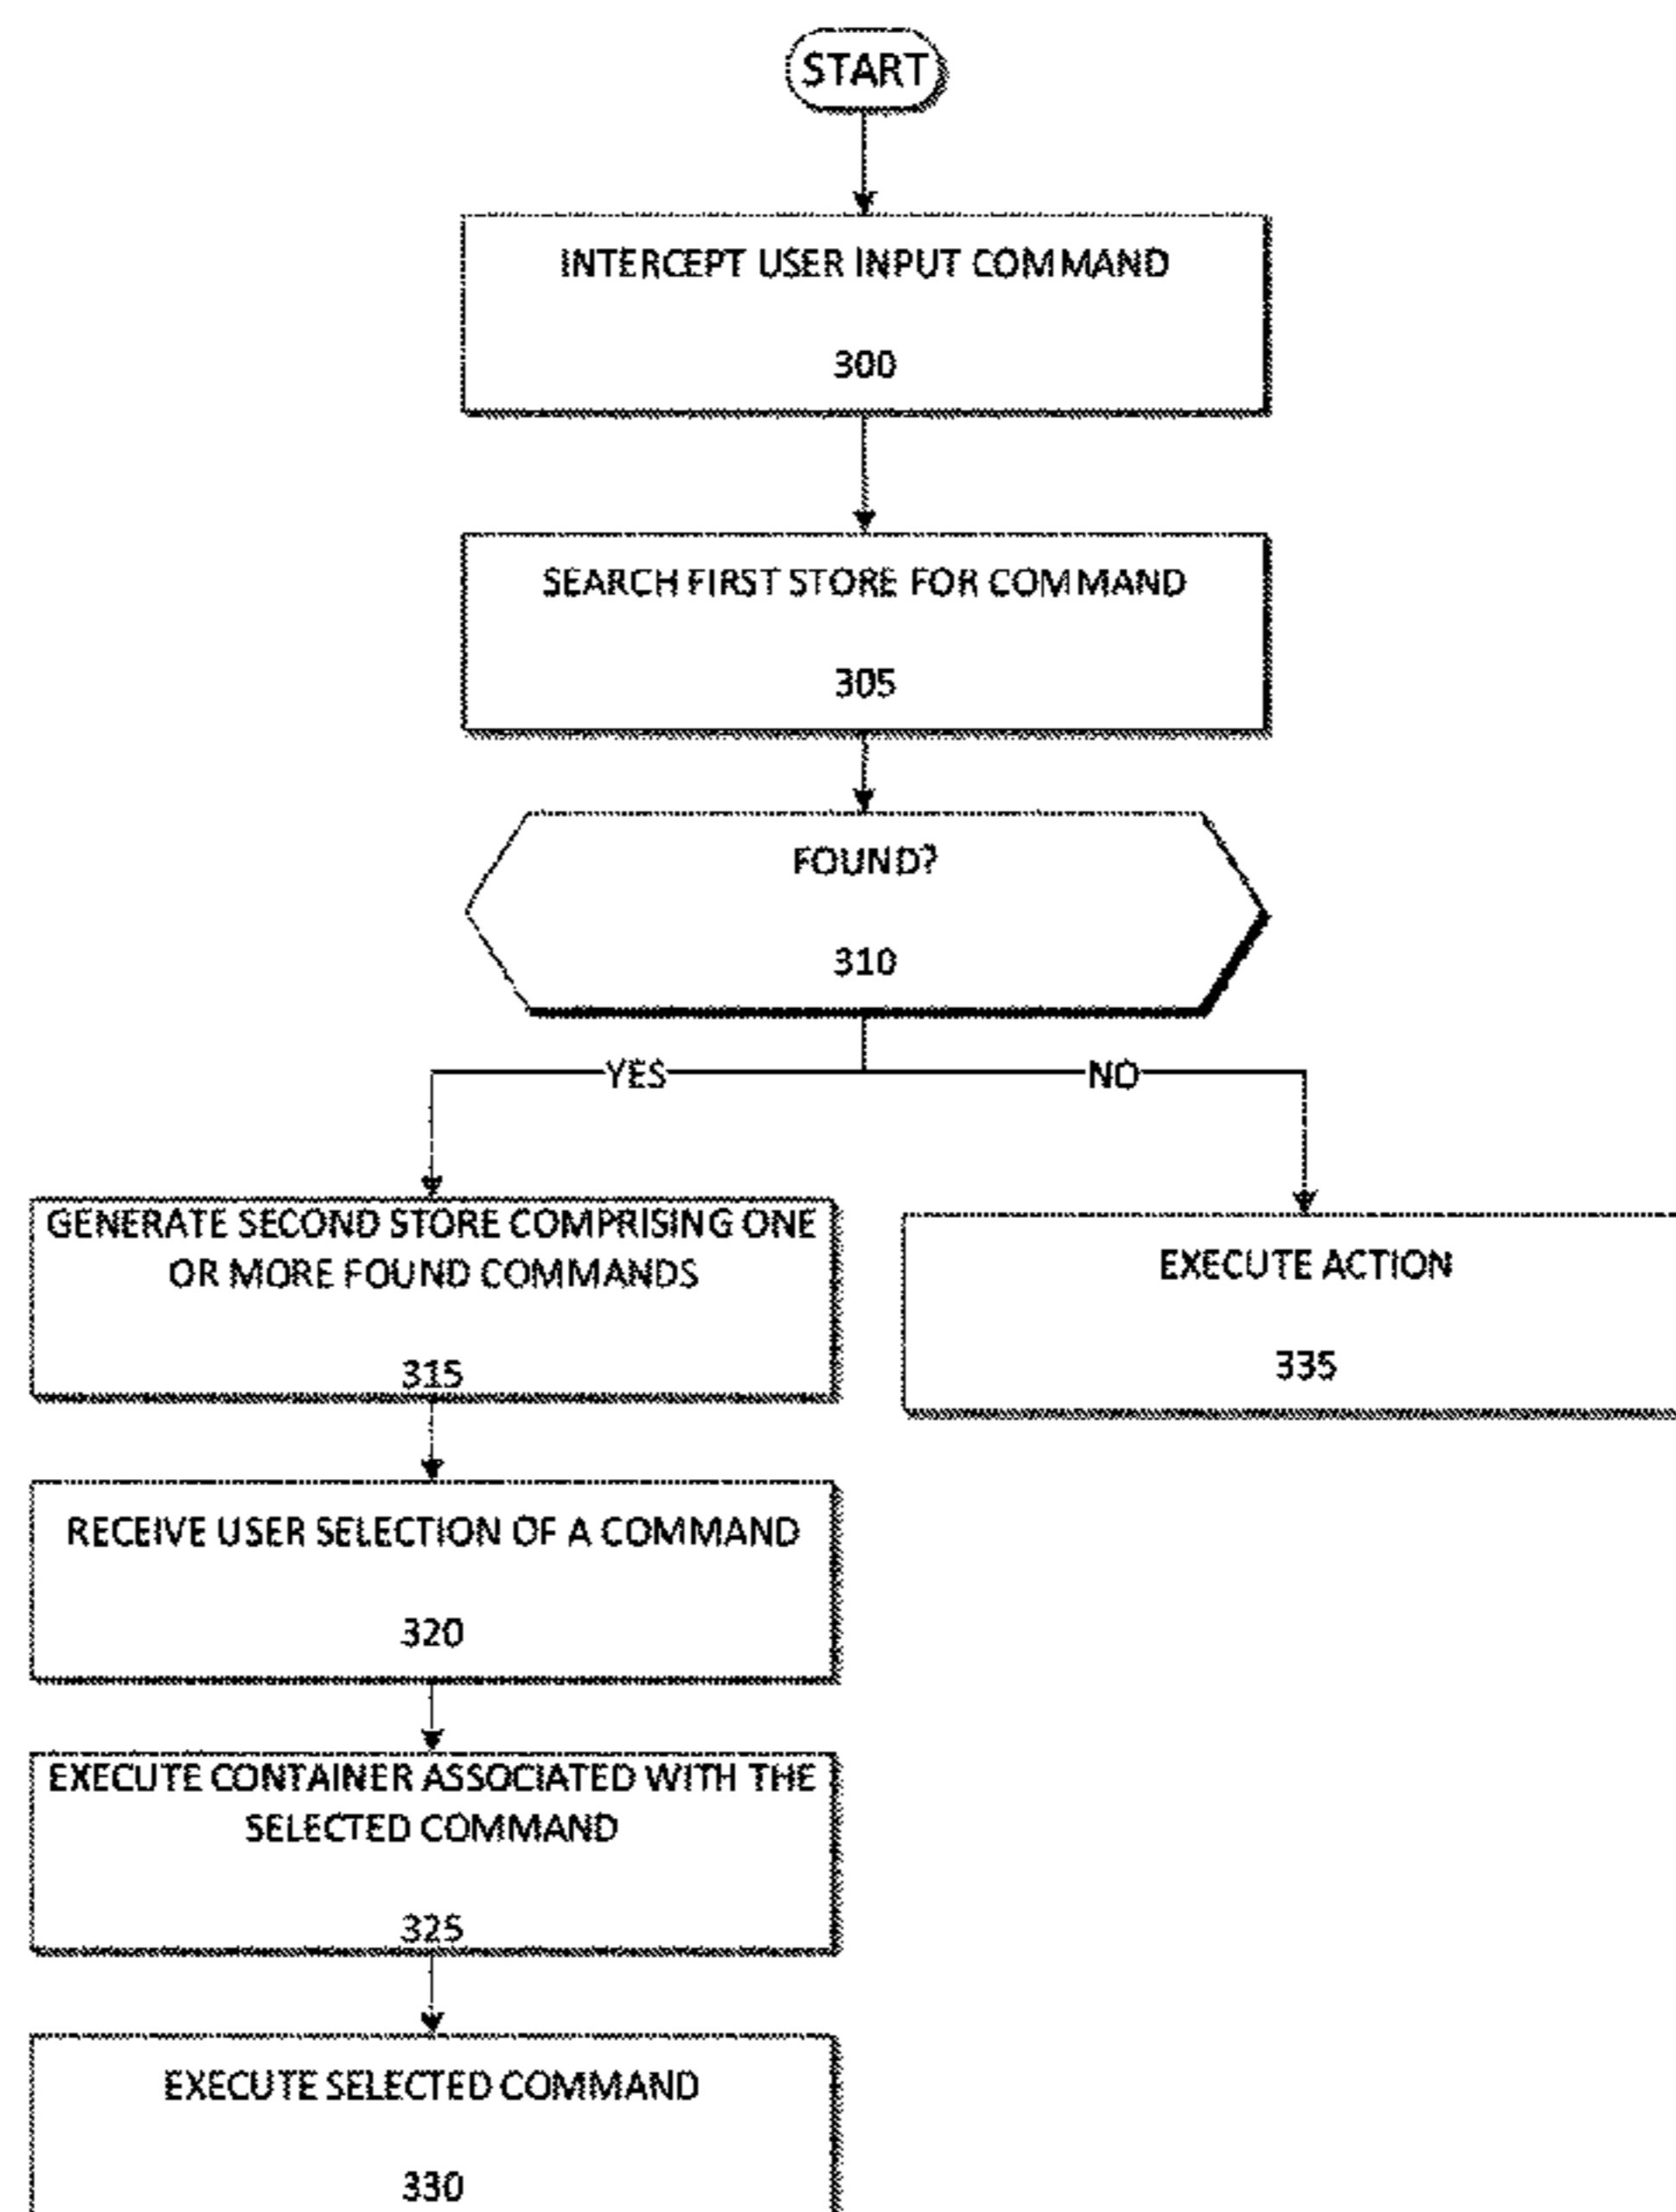 START
INTERCEPT USER INPUT COMMAND
300
SEARCH FIRST STORE FOR COMMAND
305
FOUND?
310
YES
NO
GENERATE SECOND STORE COMPRISING ONE
OR MORE FOUND COMMANDS
315
EXECUTE ACTION
335
RECEIVE USER SELECTION OF A COMMAND
320
EXECUTE CONTAINER ASSOCIATED WITH THE
SELECTED COMMAND
325
EXECUTE SELECTED COMMAND
330